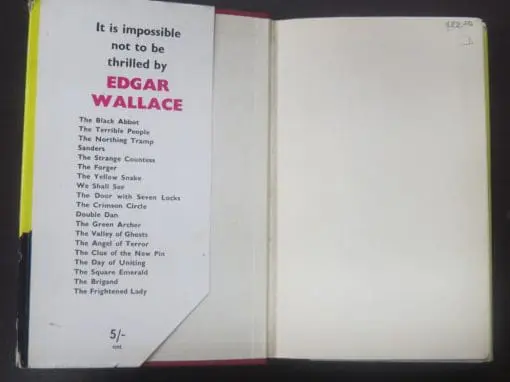 It is impossible
not to be
thrilled by
EDGAR
WALLACE
The Black Abbot
The Terrible People
The Northing Tramp
Sanders
The Strange Countess
The Forger
The Yellow Snake
We Shall See
The Door with Seven Locks
The Crimson Circle
Double Dan
The Green Archer
The Valley of Ghosts
The Angel of Terror
The Clue of the New Pin
The Day of Uniting
The Square Emerald
The Brigand
The Frightened Lady
5/-
net